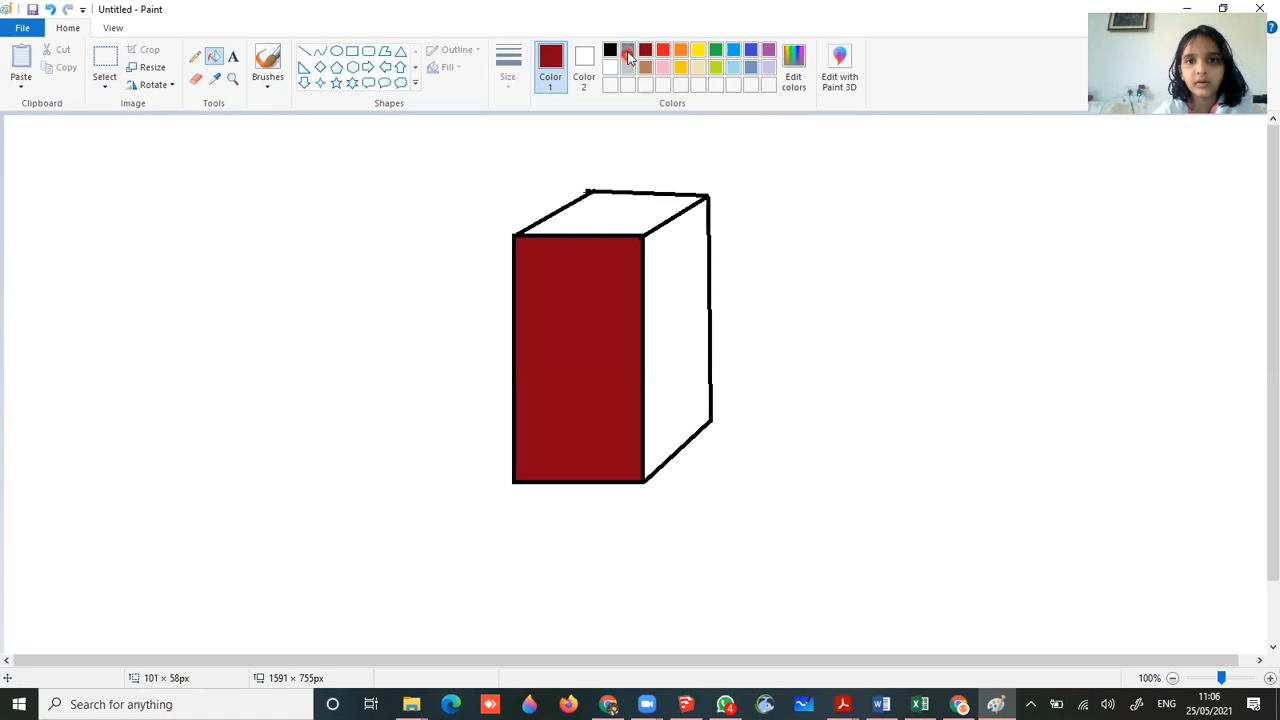 Untitled - Paint
File
Home
View
Paste
Cut
Copy
Clipboard
Select
Crop
Resize
Rotate
Image
A
Tools
Brushes
Outline
Fill
Shapes
Size
Color 1
Color 2
Edit colors
Colors
Edit with Paint 3D
101 × 58px
1591 × 755px
100%
Search for anything
4
ENG
11:06
25/05/2021